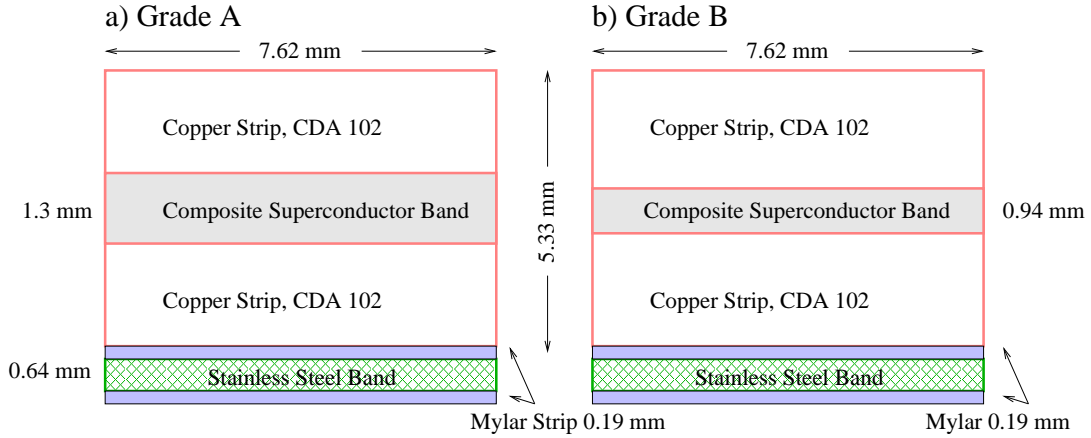 a) Grade A
b) Grade B
7.62 mm
7.62 mm
Copper Strip, CDA 102
Copper Strip, CDA 102
1.3 mm
Composite Superconductor Band
5.33 mm
Composite Superconductor Band
0.94 mm
Copper Strip, CDA 102
Copper Strip, CDA 102
0.64 mm
Stainless Steel Band
Stainless Steel Band
Mylar Strip 0.19 mm
Mylar 0.19 mm